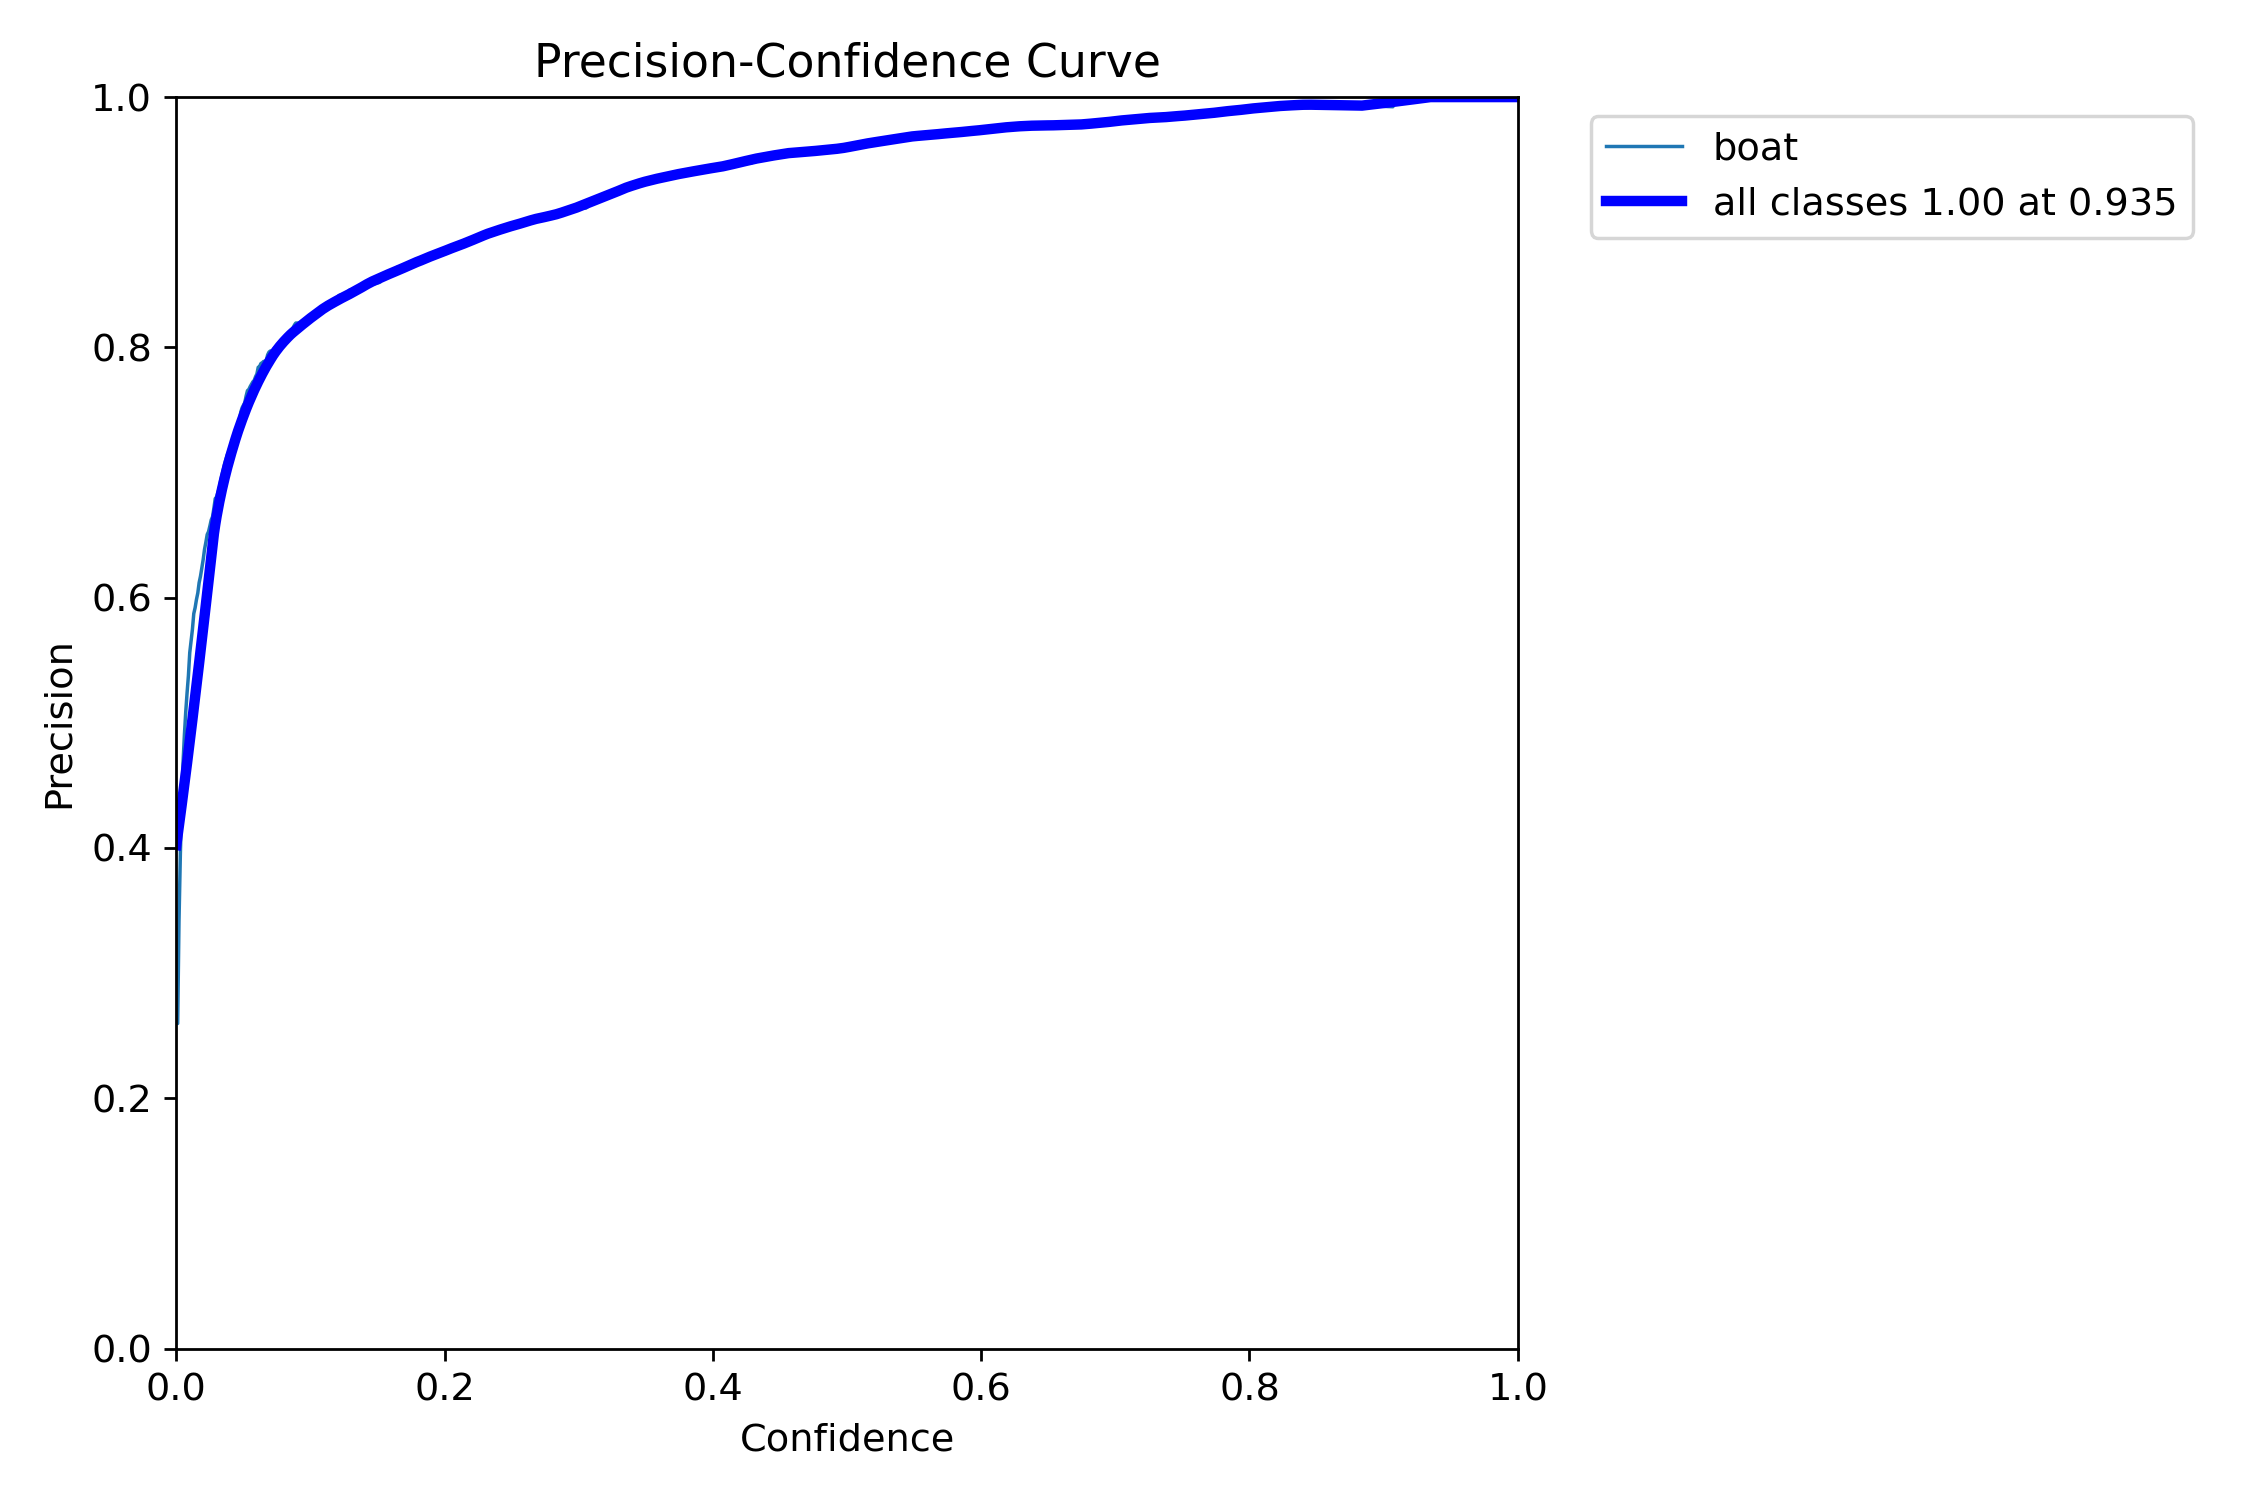 Precision-Confidence Curve
1.0
0.8
0.6
0.4
0.2
0.0
Precision
0.0 0.2 0.4 0.6 0.8 1.0
Confidence
boat
all classes 1.00 at 0.935